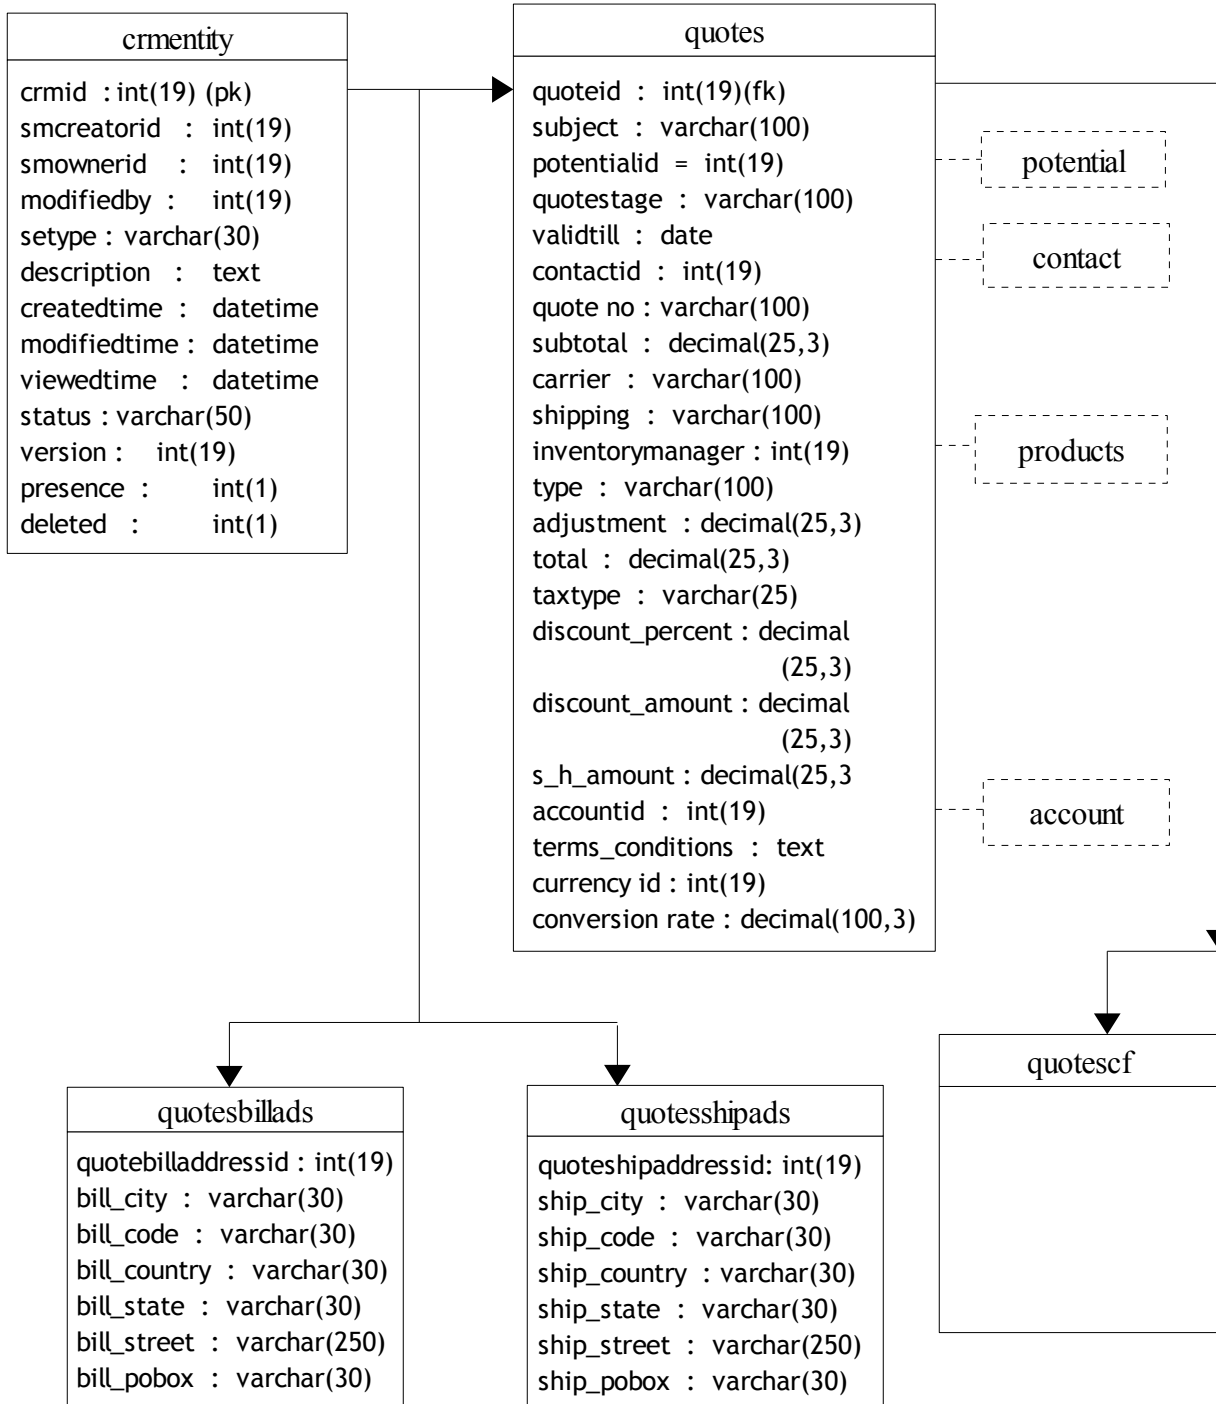 crmentity
crmid : int(19) (pk)
smcreatorid : int(19)
smownerid : int(19)
modifiedby : int(19)
setype : varchar(30)
description : text
createdtime : datetime
modifiedtime : datetime
viewedtime : datetime
status : varchar(50)
version : int(19)
presence : int(1)
deleted : int(1)
quotes
quoteid : int(19)(fk)
subject : varchar(100)
potentialid = int(19)
quotestage : varchar(100)
validtill : date
contactid : int(19)
quote no : varchar(100)
subtotal : decimal(25,3)
carrier : varchar(100)
shipping : varchar(100)
inventorymanager : int(19)
type : varchar(100)
adjustment : decimal(25,3)
total : decimal(25,3)
taxtype : varchar(25)
discount_percent : decimal
(25,3)
discount_amount : decimal
(25,3)
s_h_amount : decimal(25,3
accountid : int(19)
terms_conditions : text
currency id : int(19)
conversion rate : decimal(100,3)
potential
contact
products
account
quotesbillads
quotebilladdressid : int(19)
bill_city : varchar(30)
bill_code : varchar(30)
bill_country : varchar(30)
bill_state : varchar(30)
bill_street : varchar(250)
bill_pobox : varchar(30)
quotesshipads
quoteshipaddressid: int(19)
ship_city : varchar(30)
ship_code : varchar(30)
ship_country : varchar(30)
ship_state : varchar(30)
ship_street : varchar(250)
ship_pobox : varchar(30)
quotescf